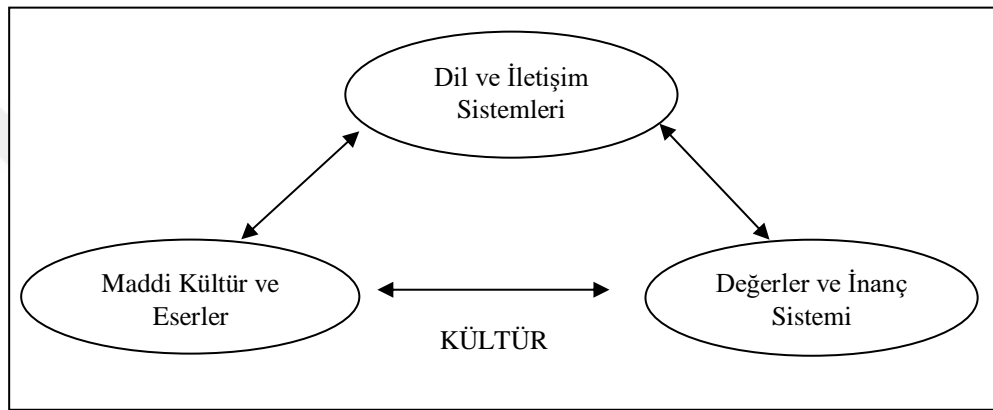 Dil ve İletişim
Sistemleri
Maddi Kültür ve
Eserler
Değerler ve İnanç
Sistemi
KÜLTÜR